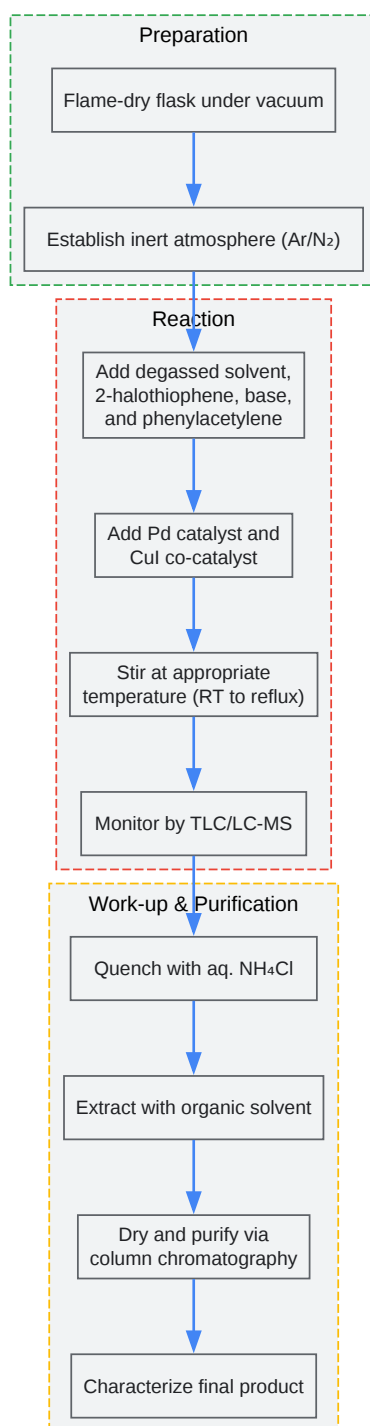 Preparation
Flame-dry flask under vacuum
Establish inert atmosphere (Ar/N₂)
Reaction
Add degassed solvent,
2-halothiophene, base,
and phenylacetylene
Add Pd catalyst and
CuI co-catalyst
Stir at appropriate
temperature (RT to reflux)
Monitor by TLC/LC-MS
Work-up & Purification
Quench with aq. NH₄Cl
Extract with organic solvent
Dry and purify via
column chromatography
Characterize final product